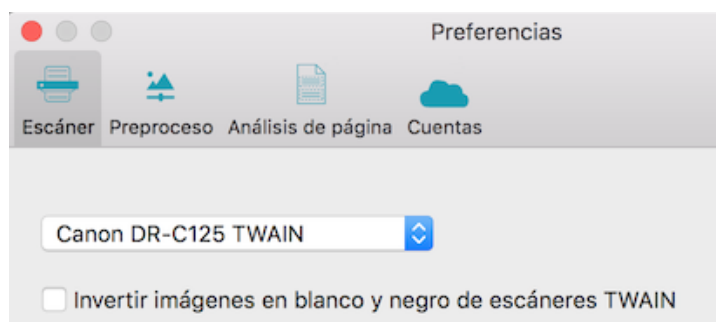 Preferencias
Escáner Preproceso Análisis de página Cuentas
Canon DR-C125 TWAIN
Invertir imágenes en blanco y negro de escáneres TWAIN